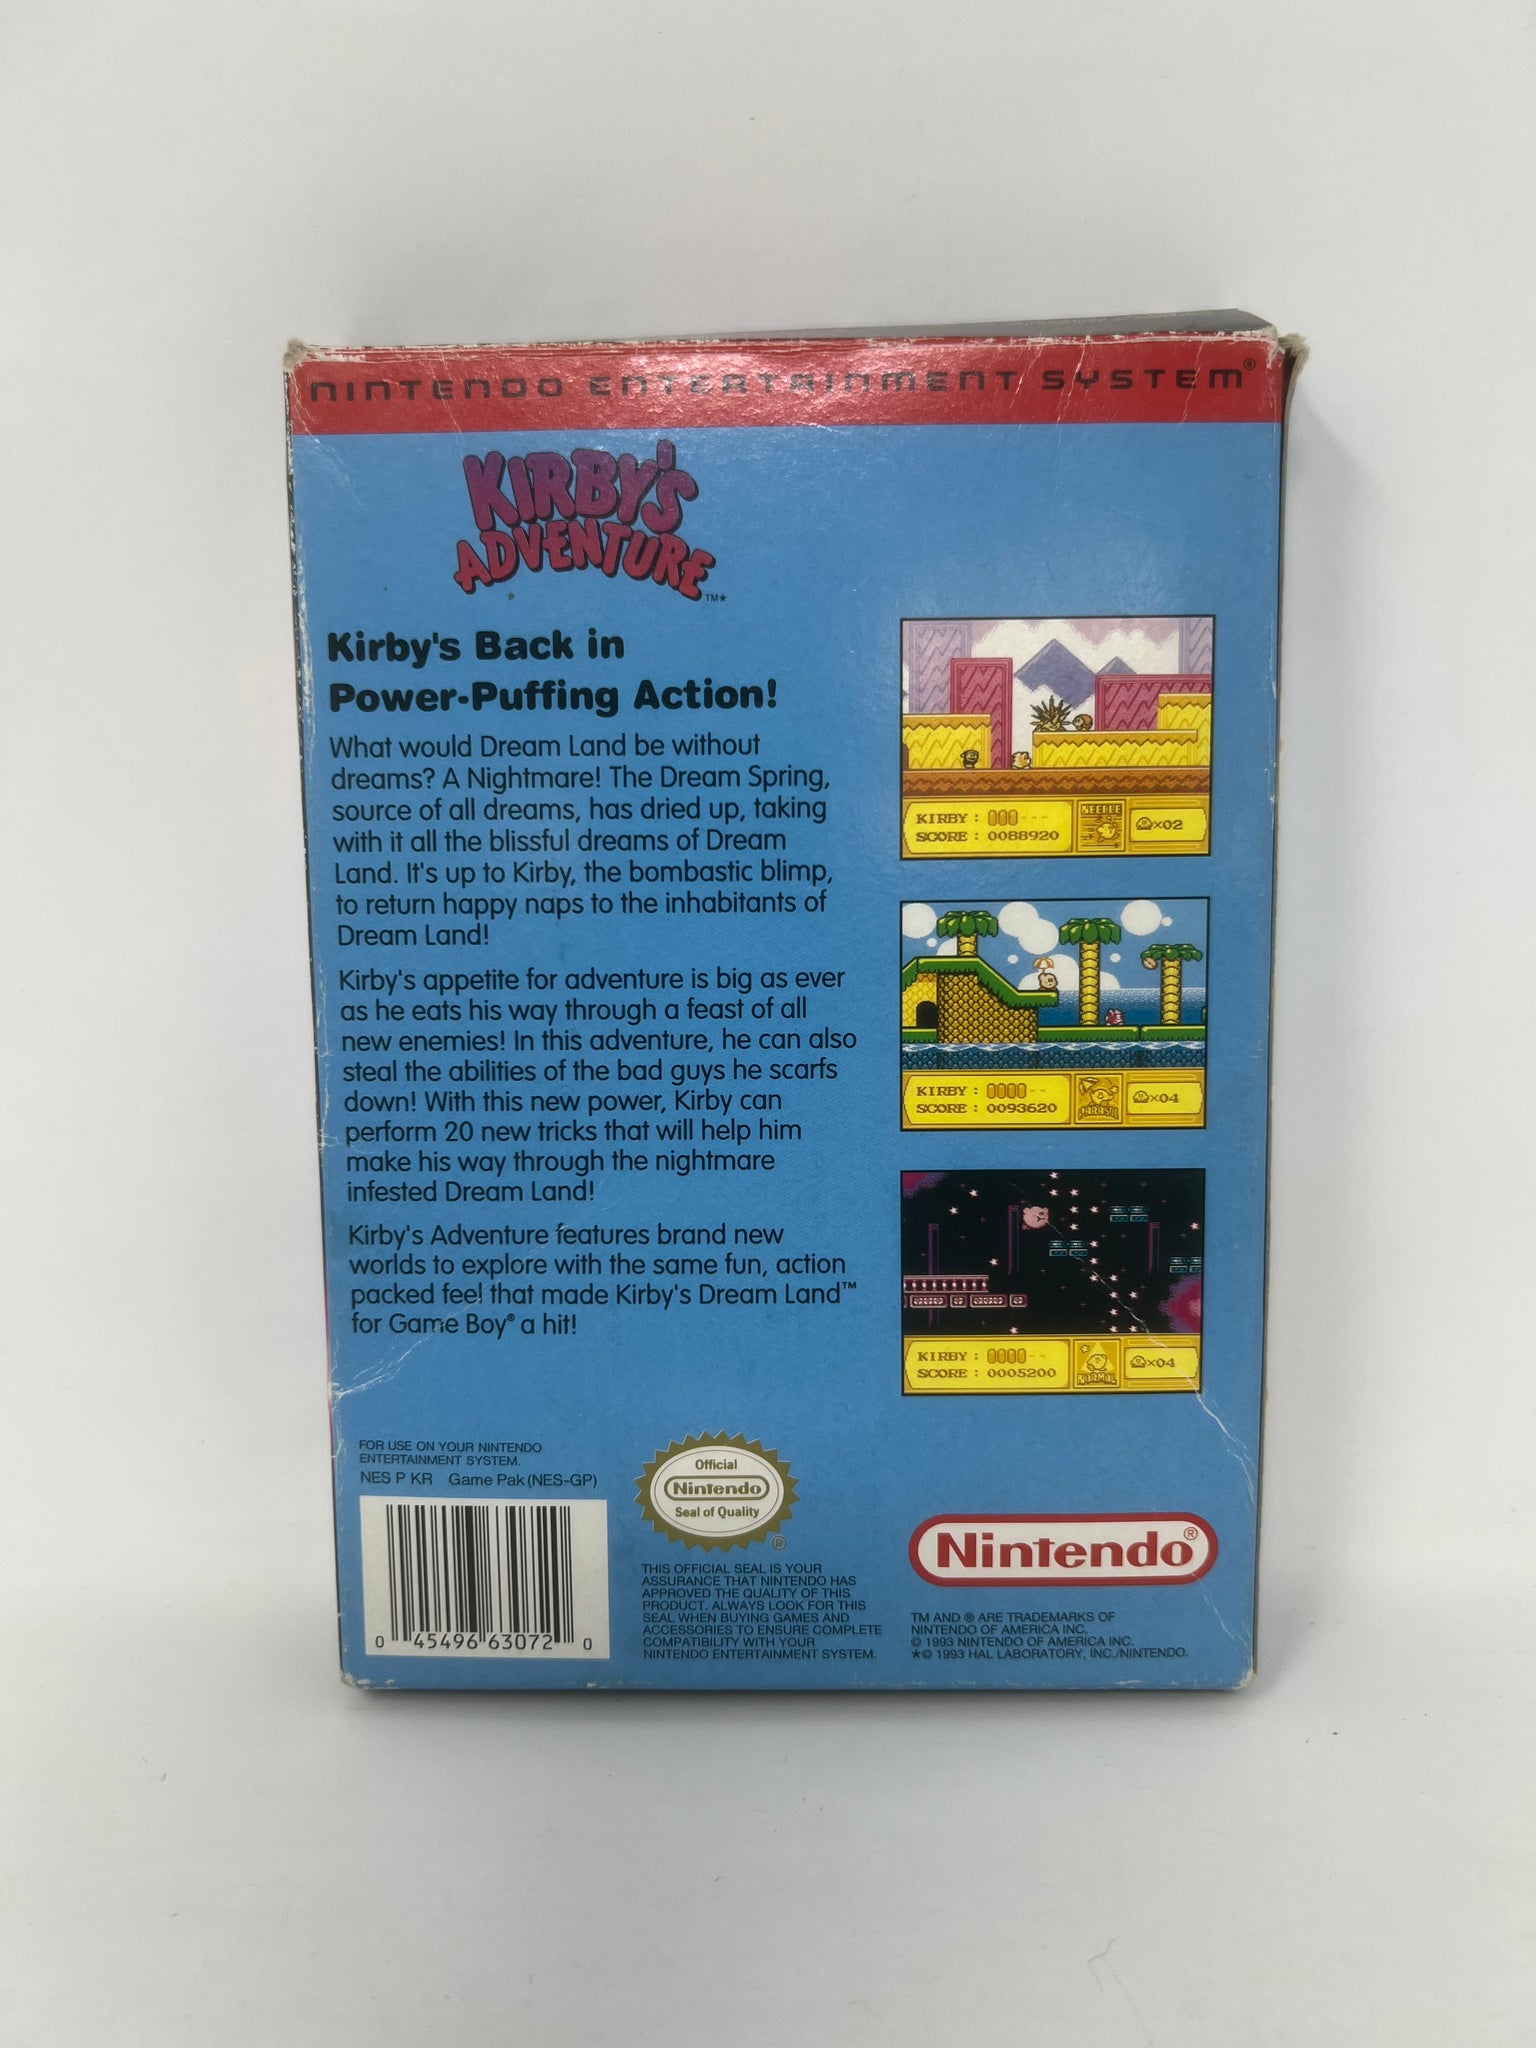 NINTENDO ENTERTAINMENT SYSTEM®
KIRBY'S
ADVENTURE
TM*
Kirby's Back in
Power-Puffing Action!
What would Dream Land be without
dreams? A Nightmare! The Dream Spring,
source of all dreams, has dried up, taking
with it all the blissful dreams of Dream
Land. It's up to Kirby, the bombastic blimp,
to return happy naps to the inhabitants of
Dream Land!
Kirby's appetite for adventure is big as ever
as he eats his way through a feast of all
new enemies! In this adventure, he can also
steal the abilities of the bad guys he scarfs
down! With this new power, Kirby can
perform 20 new tricks that will help him
make his way through the nightmare
infested Dream Land!
Kirby's Adventure features brand new
worlds to explore with the same fun, action
packed feel that made Kirby's Dream Land™
for Game Boy® a hit!
KIRBY :
SCORE : 0088920
NEEDLE
×02
KIRBY :
SCORE : 0093620
PARASOL
×04
KIRBY :
SCORE : 0005200
NORMAL
×04
FOR USE ON YOUR NINTENDO
ENTERTAINMENT SYSTEM.
NES P KR Game Pak (NES-GP)
0 45496 63072 0
Official
Nintendo
Seal of Quality
®
THIS OFFICIAL SEAL IS YOUR
ASSURANCE THAT NINTENDO HAS
APPROVED THE QUALITY OF THIS
PRODUCT. ALWAYS LOOK FOR THIS
SEAL WHEN BUYING GAMES AND
ACCESSORIES TO ENSURE COMPLETE
COMPATIBILITY WITH YOUR
NINTENDO ENTERTAINMENT SYSTEM.
Nintendo®
TM AND ® ARE TRADEMARKS OF
NINTENDO OF AMERICA INC.
© 1993 NINTENDO OF AMERICA INC.
*© 1993 HAL LABORATORY, INC./NINTENDO.